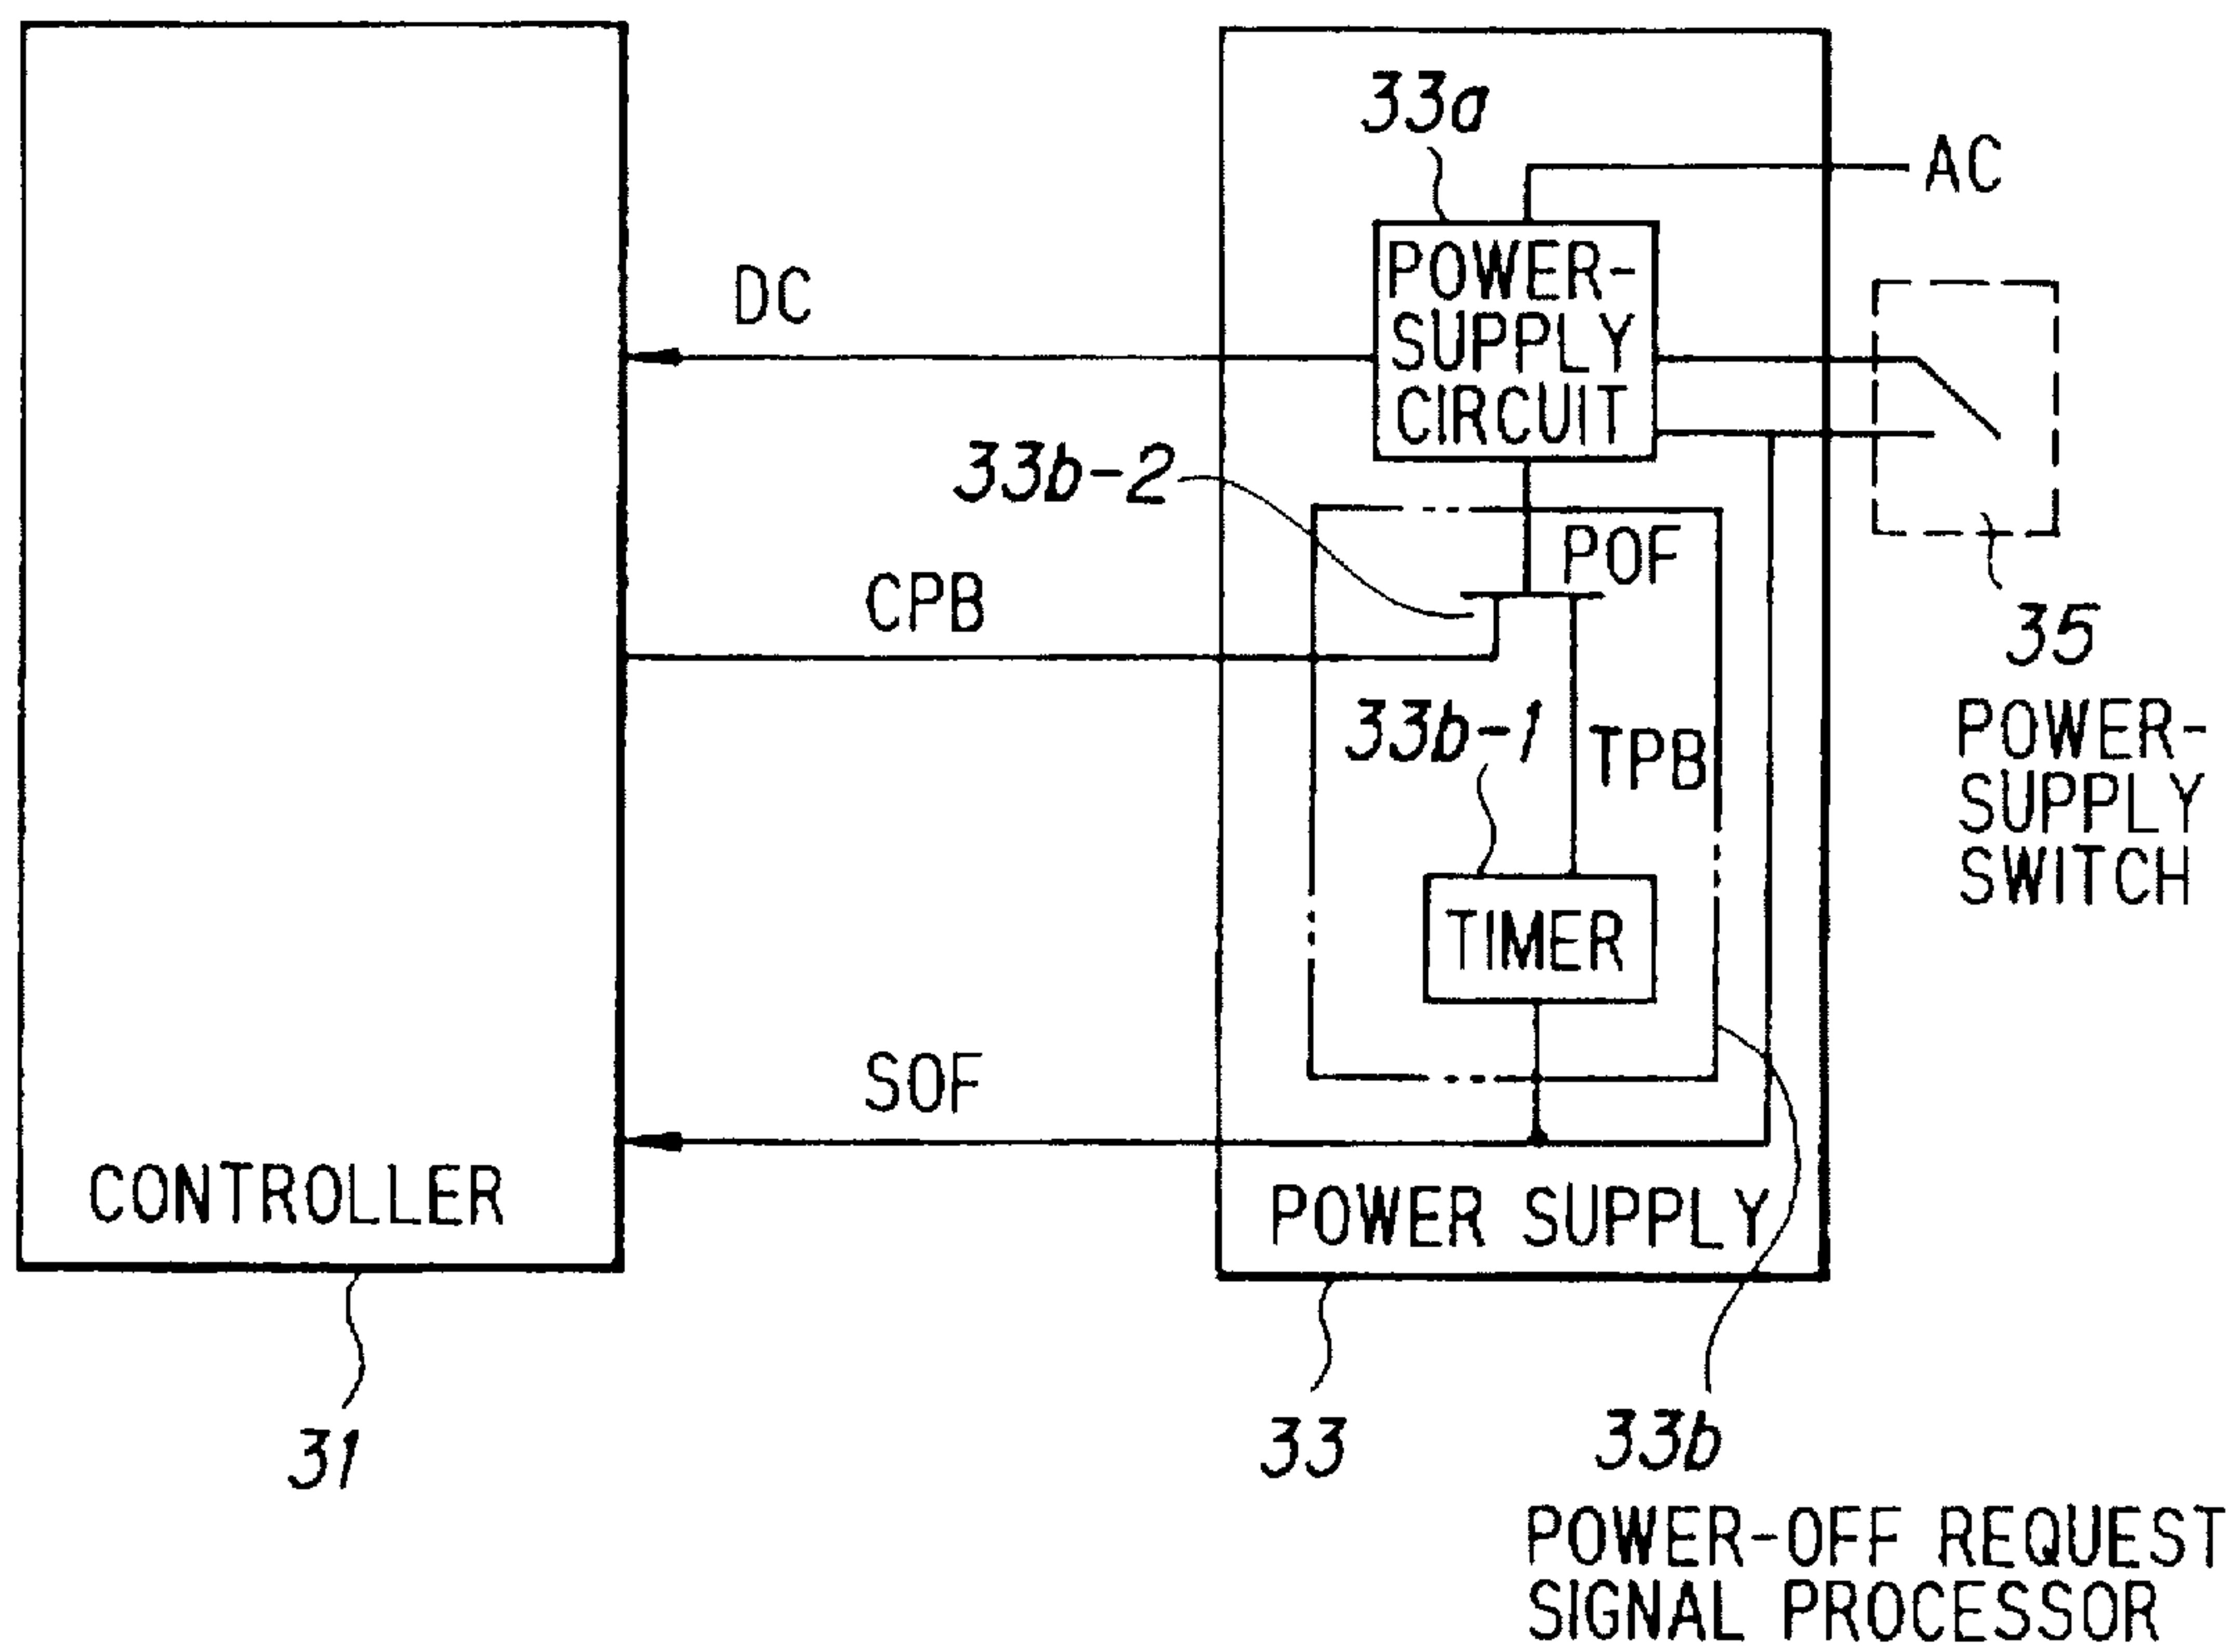 33a
AC
POWER-
SUPPLY
CIRCUIT
DC
33b-2
POF
CPB
35
POWER-
SUPPLY
SWITCH
33b-1
TPB
TIMER
SOF
CONTROLLER
POWER SUPPLY
31
33
33b
POWER-OFF REQUEST
SIGNAL PROCESSOR